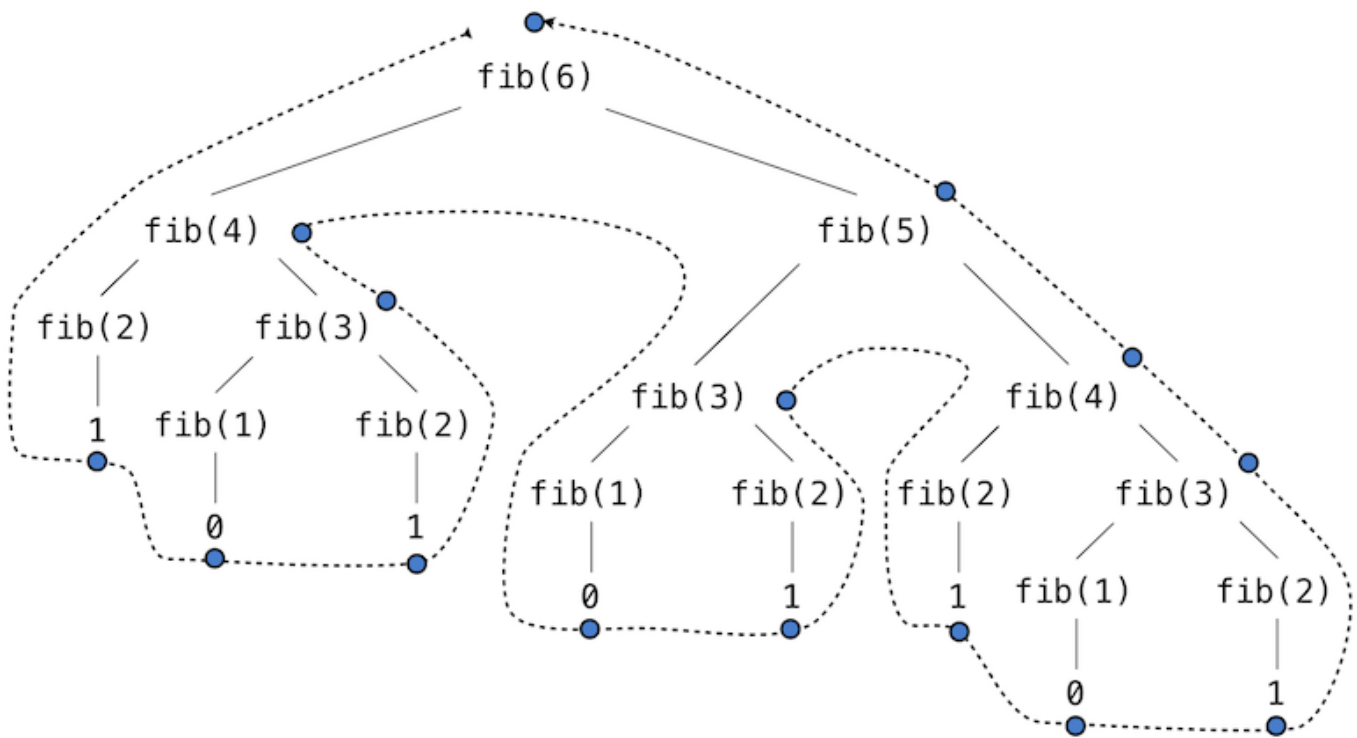 fib(6)
fib(4) fib(5)
fib(2) fib(3)
fib(3) fib(4)
1 fib(1) fib(2)
fib(1) fib(2) fib(2) fib(3)
0 1
0 1 1 fib(1) fib(2)
0 1